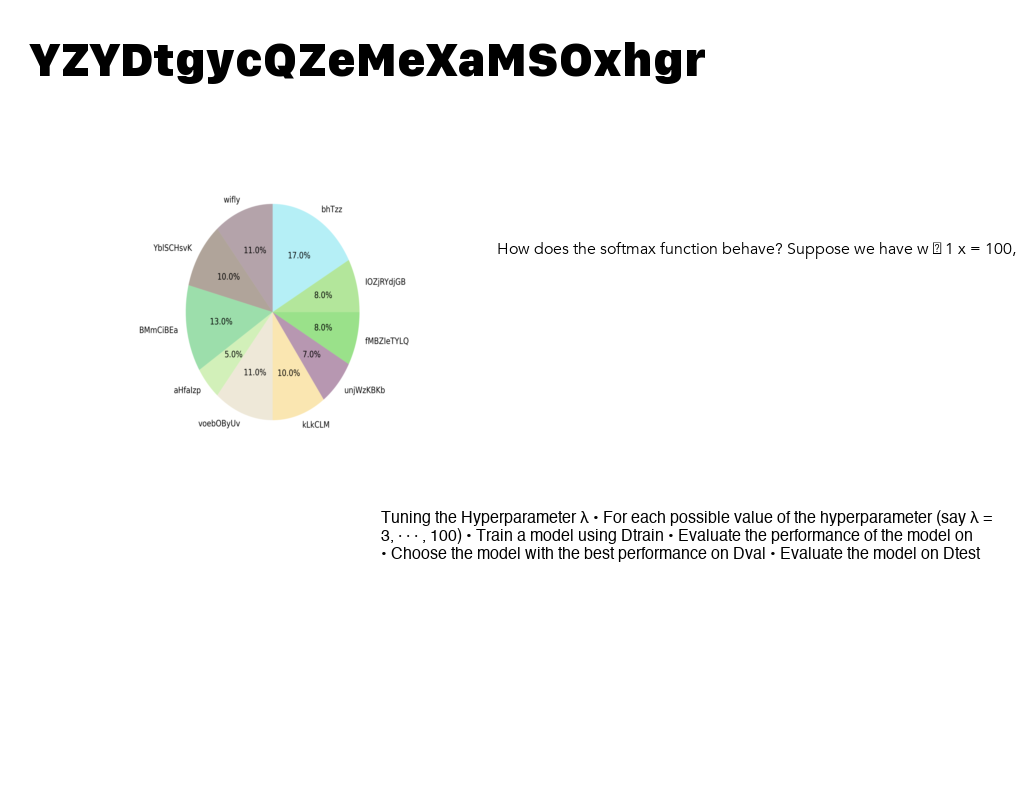 YZYDtgycQZeMeXaMSOxhgr
wifly
bhTzz
YblSCHsvK
11.0%
17.0%
10.0%
lOZjRYdjGB
8.0%
13.0%
8.0%
BMmCiBEa
fMBZIeTYLQ
5.0%
7.0%
11.0%
10.0%
aHfalzp
unjWzKBKb
voebOByUv
kLkCLM
How does the softmax function behave? Suppose we have w 1 x = 100,
Tuning the Hyperparameter λ • For each possible value of the hyperparameter (say λ =
3, · · · , 100) • Train a model using Dtrain • Evaluate the performance of the model on
• Choose the model with the best performance on Dval • Evaluate the model on Dtest